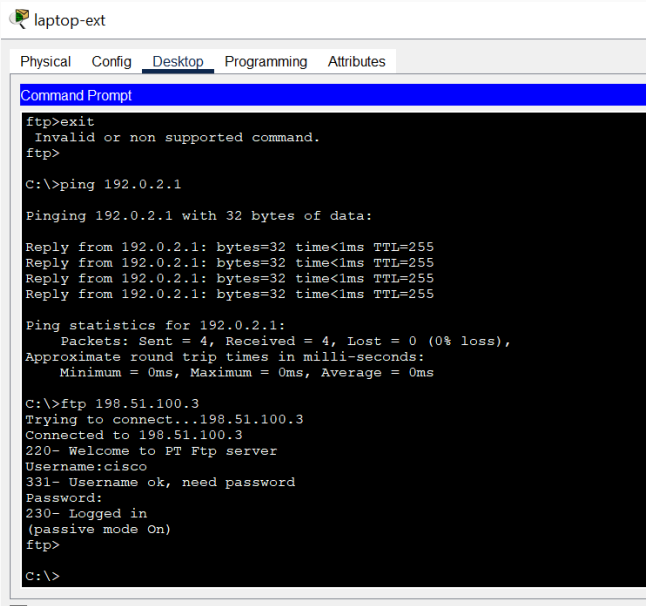 laptop-ext
Physical Config Desktop Programming Attributes
Command Prompt
ftp>exit
Invalid or non supported command.
ftp>
C:\>ping 192.0.2.1
Pinging 192.0.2.1 with 32 bytes of data:
Reply from 192.0.2.1: bytes=32 time<1ms TTL=255
Reply from 192.0.2.1: bytes=32 time<1ms TTL=255
Reply from 192.0.2.1: bytes=32 time<1ms TTL=255
Reply from 192.0.2.1: bytes=32 time<1ms TTL=255
Ping statistics for 192.0.2.1:
Packets: Sent = 4, Received = 4, Lost = 0 (0% loss),
Approximate round trip times in milli-seconds:
Minimum = 0ms, Maximum = 0ms, Average = 0ms
C:\>ftp 198.51.100.3
Trying to connect...198.51.100.3
Connected to 198.51.100.3
220- Welcome to PT Ftp server
Username:cisco
331- Username ok, need password
Password:
230- Logged in
(passive mode On)
ftp>
C:\>